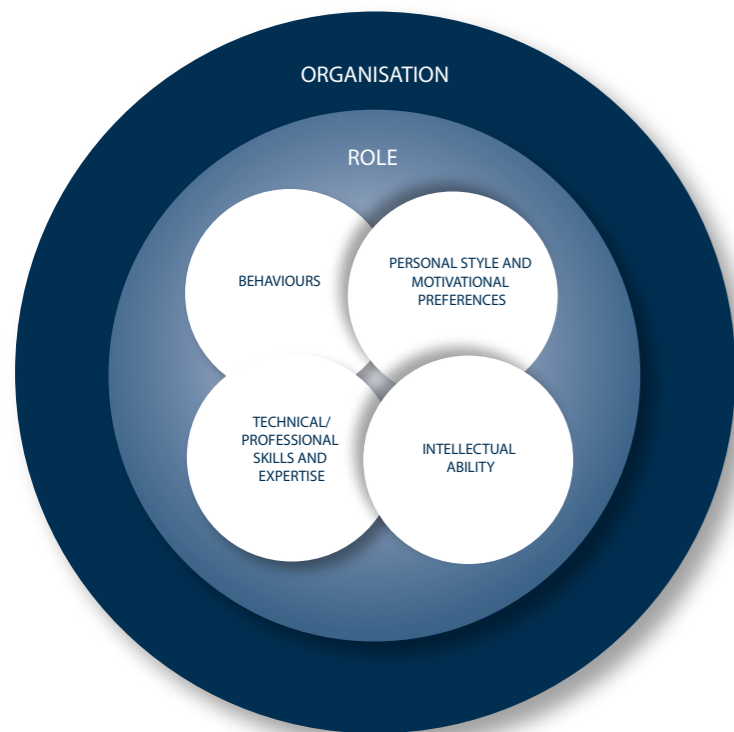 ORGANISATION
ROLE
BEHAVIOURS
PERSONAL STYLE AND
MOTIVATIONAL
PREFERENCES
TECHNICAL/
PROFESSIONAL
SKILLS AND
EXPERTISE
INTELLECTUAL
ABILITY